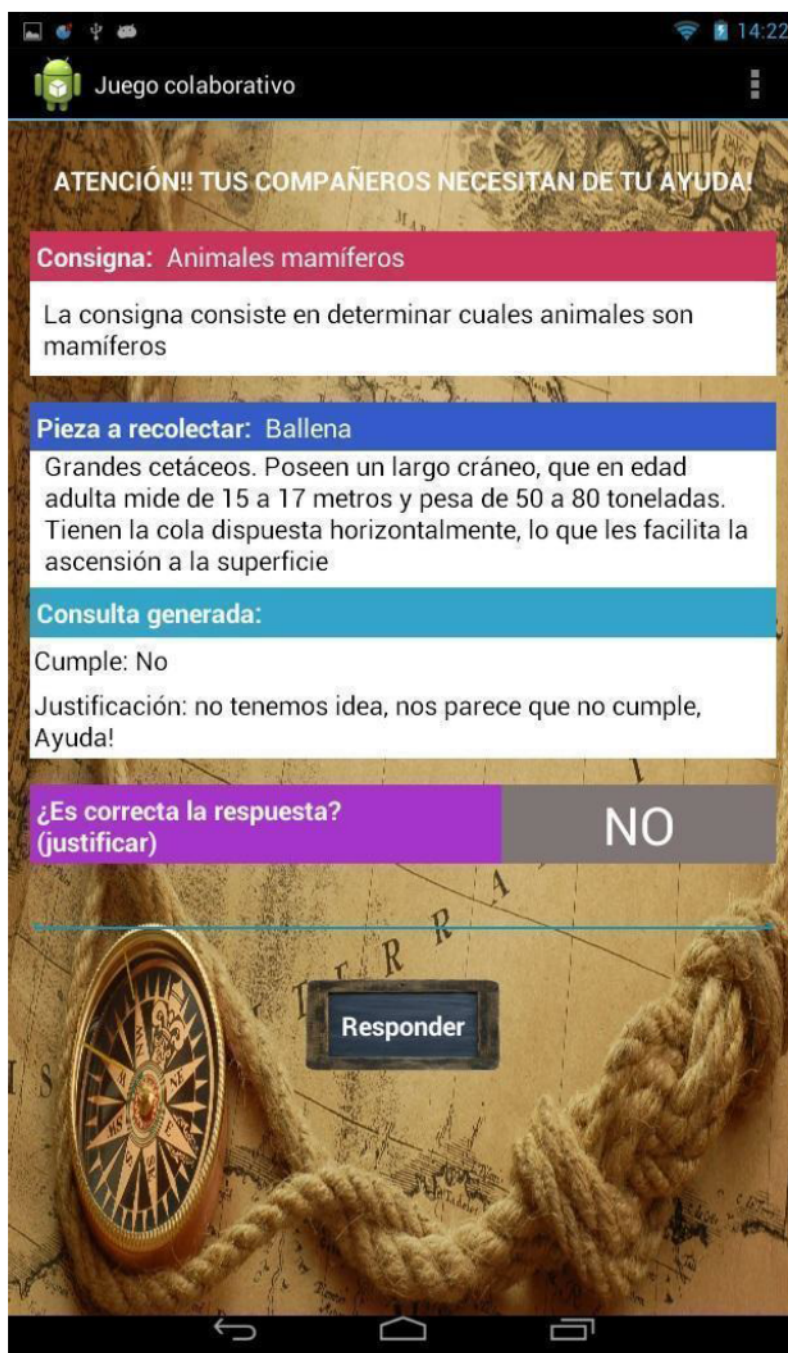 14:22
Juego colaborativo
ATENCIÓN!! TUS COMPAÑEROS NECESITAN DE TU AYUDA!
Consigna: Animales mamíferos
La consigna consiste en determinar cuales animales son
mamíferos
Pieza a recolectar: Ballena
Grandes cetáceos. Poseen un largo cráneo, que en edad
adulta mide de 15 a 17 metros y pesa de 50 a 80 toneladas.
Tienen la cola dispuesta horizontalmente, lo que les facilita la
ascensión a la superficie
Consulta generada:
Cumple: No
Justificación: no tenemos idea, nos parece que no cumple,
Ayuda!
¿Es correcta la respuesta?
(justificar)
NO
Responder